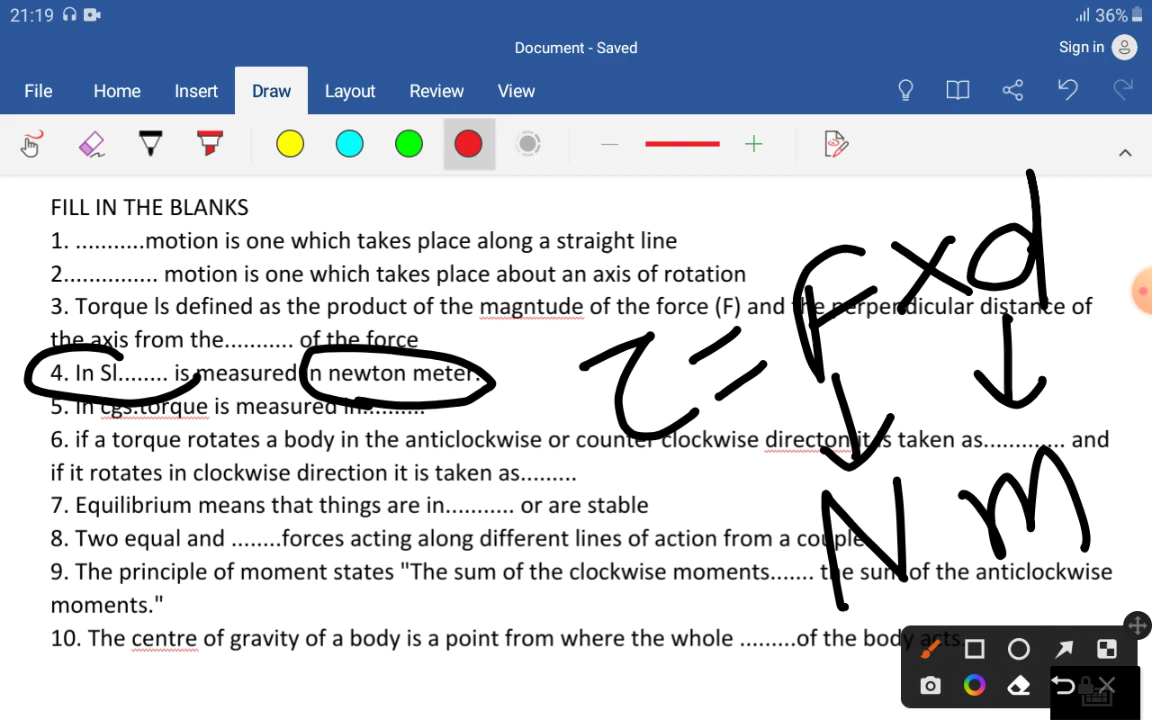 21:19 36%
Document - Saved
Sign in
File Home Insert Draw Layout Review View
FILL IN THE BLANKS
1. ...........motion is one which takes place along a straight line
2............... motion is one which takes place about an axis of rotation
3. Torque Is defined as the product of the magntude of the force (F) and the perpendicular distance of
the axis from the........... of the force
4. In SI........ is measured in newton meter.
5. In cgs.torque is measured ins.........
6. if a torque rotates a body in the anticlockwise or counter clockwise directon it is taken as............. and
if it rotates in clockwise direction it is taken as.........
7. Equilibrium means that things are in........... or are stable
8. Two equal and ........forces acting along different lines of action from a couple
9. The principle of moment states "The sum of the clockwise moments....... the sum of the anticlockwise
moments."
10. The centre of gravity of a body is a point from where the whole .........of the body acts.
τ = F × d
N m